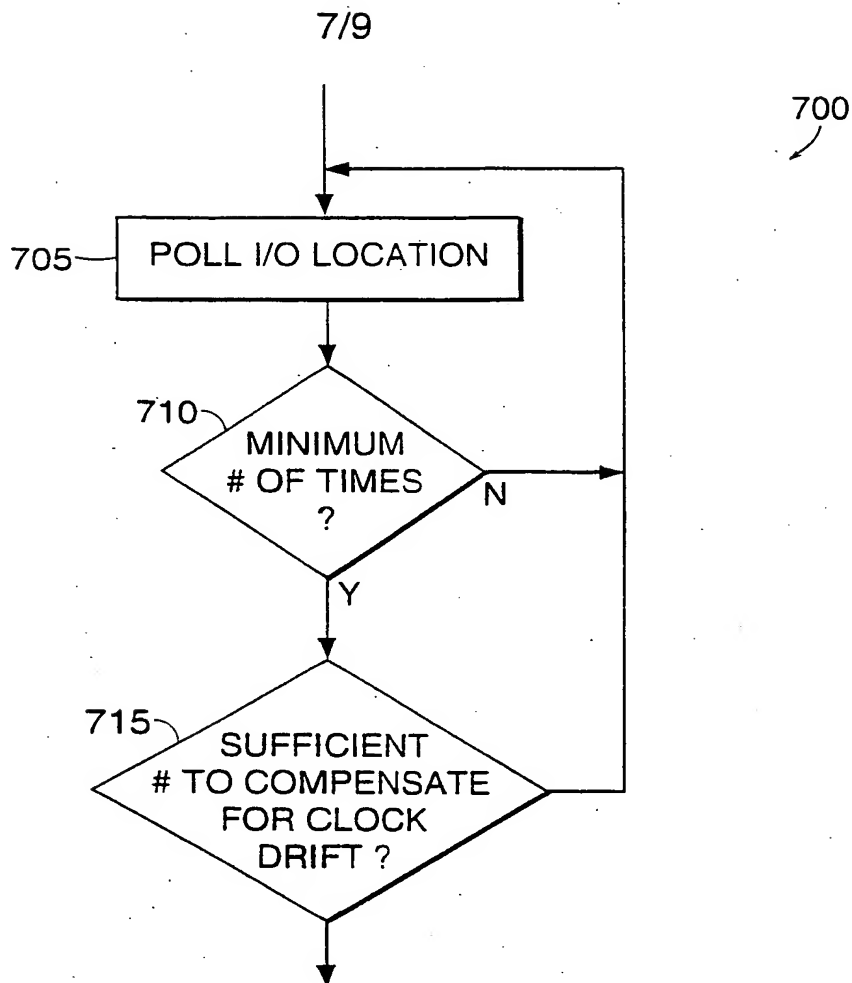 7/9
700
705
POLL I/O LOCATION
710
MINIMUM
# OF TIMES
?
N
Y
715
SUFFICIENT
# TO COMPENSATE
FOR CLOCK
DRIFT ?